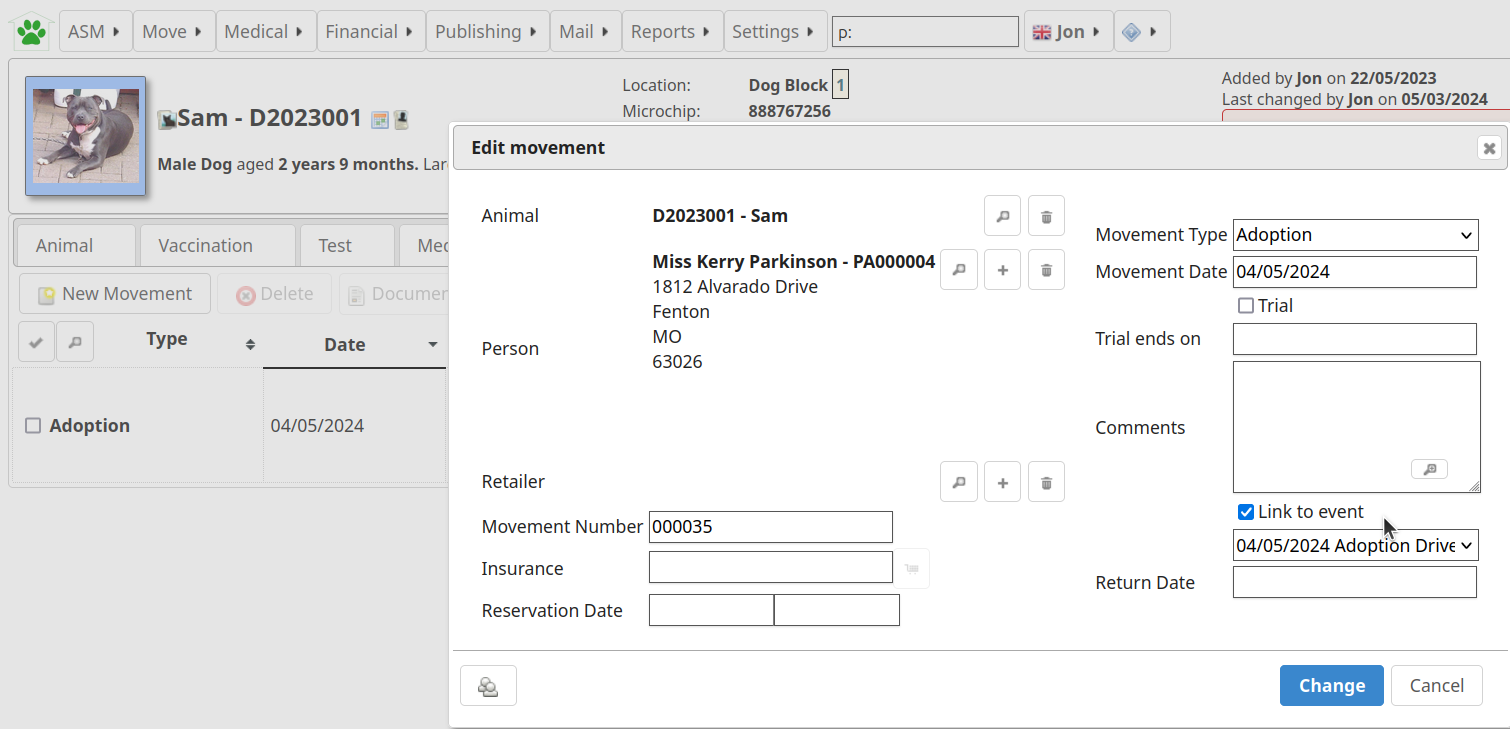 ASM Move Medical Financial Publishing Mail Reports Settings p: Jon
Sam - D2023001
Male Dog aged 2 years 9 months. Lar
Location: Dog Block 1
Microchip: 888767256
Added by Jon on 22/05/2023
Last changed by Jon on 05/03/2024
Animal Vaccination Test Med
New Movement Delete Documen
Type Date
Adoption 04/05/2024
Edit movement
Animal D2023001 - Sam
Person
Miss Kerry Parkinson - PA000004
1812 Alvarado Drive
Fenton
MO
63026
Retailer
Movement Number 000035
Insurance
Reservation Date
Movement Type Adoption
Movement Date 04/05/2024
Trial
Trial ends on
Comments
Link to event
04/05/2024 Adoption Drive
Return Date
Change Cancel